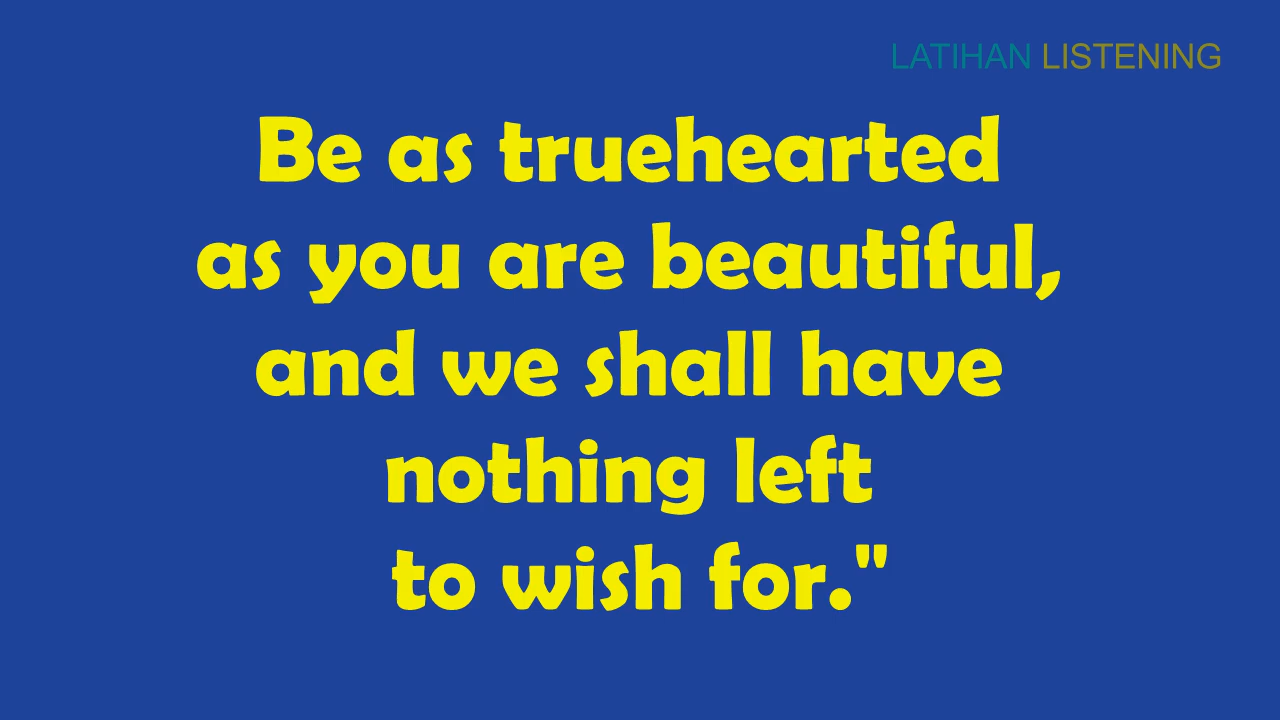 LATIHAN LISTENING
Be as truehearted
as you are beautiful,
and we shall have
nothing left
to wish for."